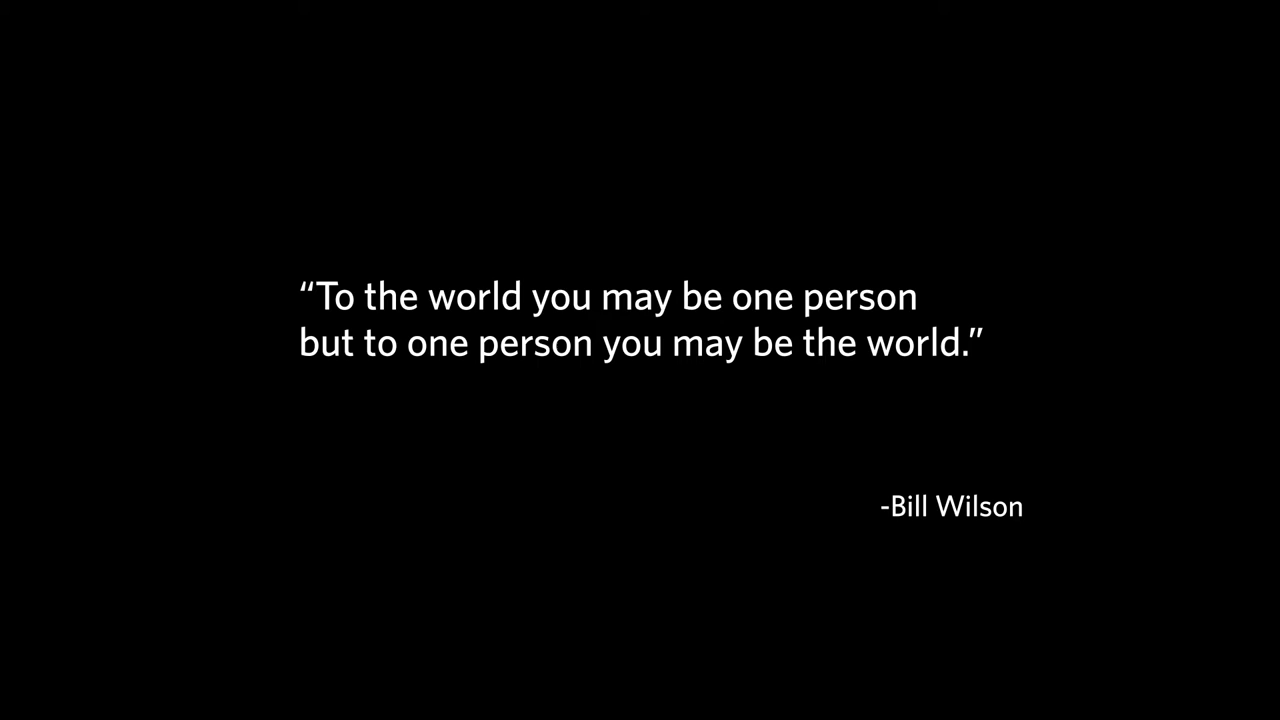 “To the world you may be one person
but to one person you may be the world.”
-Bill Wilson